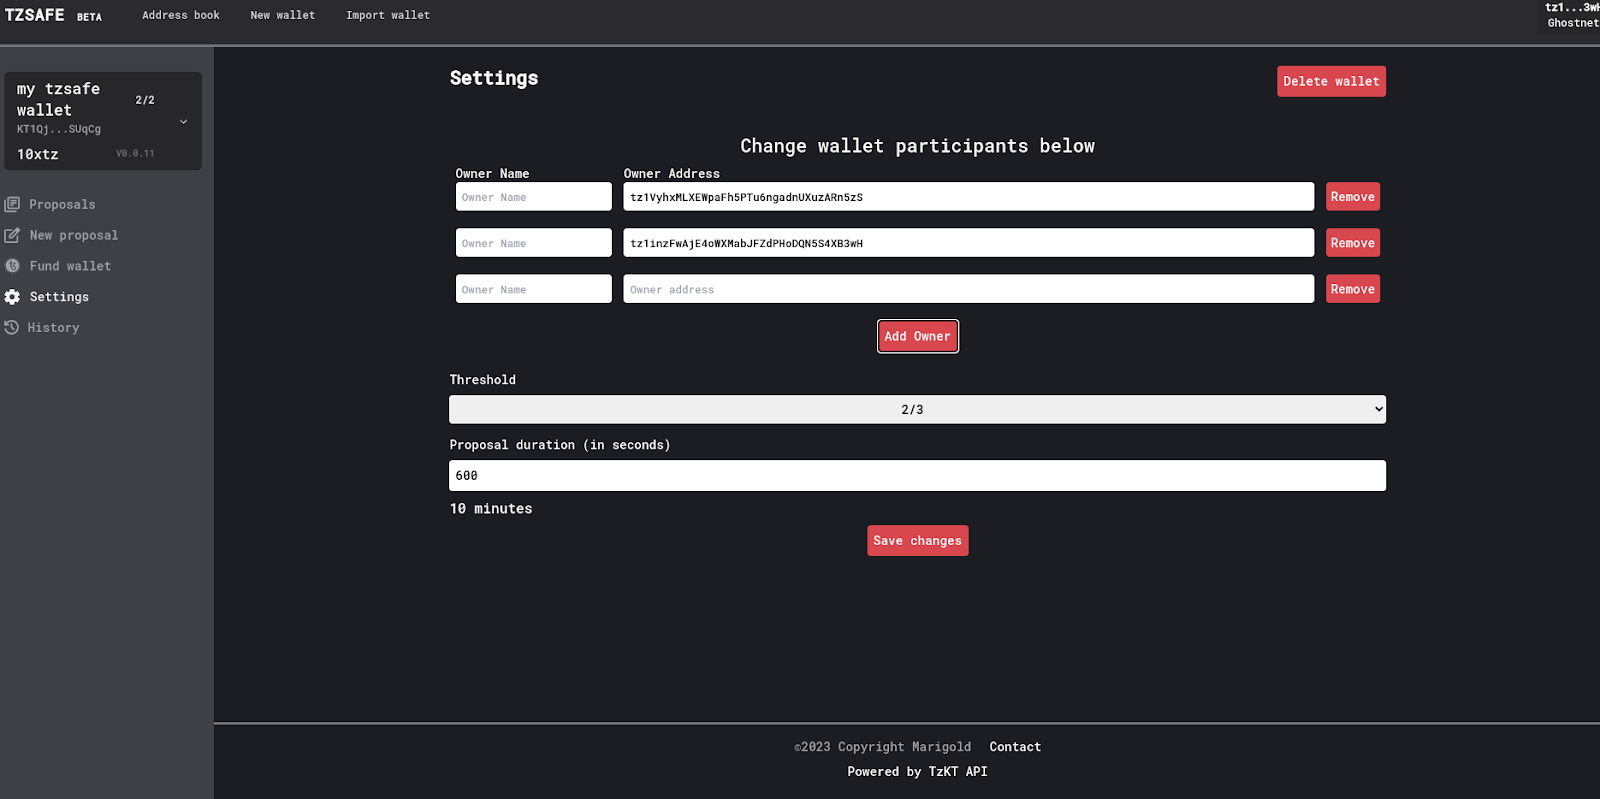 TZSAFE BETA Address book New wallet Import wallet
tz1...3wH
Ghostnet
my tzsafe wallet 2/2
KT1Qj...SUqCg
10xtz V0.0.11
Proposals
New proposal
Fund wallet
Settings
History
Settings Delete wallet
Change wallet participants below
Owner Name Owner Address
Owner Name tz1VyhxMLXEWpaFh5PTu6ngadnUXuzARn5zS Remove
Owner Name tz1inzFwAjE4oWXMabJFZdPHoDQN5S4XB3wH Remove
Owner Name Owner address Remove
Add Owner
Threshold
2/3
Proposal duration (in seconds)
600
10 minutes
Save changes
©2023 Copyright Marigold Contact
Powered by TzKT API